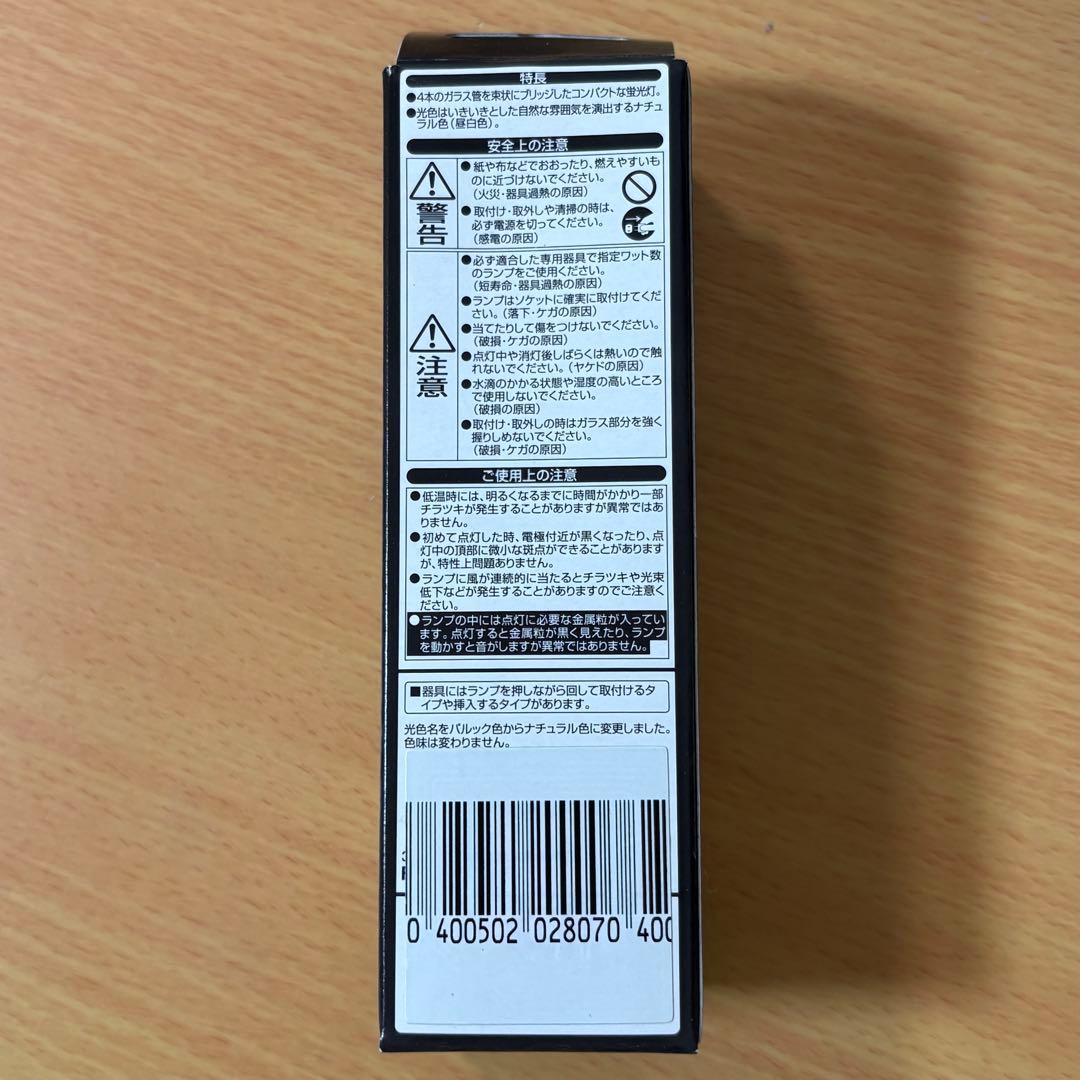 特長
●4本のガラス管を束状にブリッジしたコンパクトな蛍光灯。
●光色はいきいきとした自然な雰囲気を演出するナチュ
ラル色(昼白色)。
安全上の注意
警告
●紙や布などでおおったり、燃えやすいも
のに近づけないでください。
(火災・器具過熱の原因)
●取付け・取外しや清掃の時は、
必ず電源を切ってください。
(感電の原因)
注意
●必ず適合した専用器具で指定ワット数
のランプをご使用ください。
(短寿命・器具過熱の原因)
●ランプはソケットに確実に取付けてくだ
さい。(落下・ケガの原因)
●当てたりして傷をつけないでください。
(破損・ケガの原因)
●点灯中や消灯後しばらくは熱いので触
れないでください。(ヤケドの原因)
●水滴のかかる状態や湿度の高いところ
で使用しないでください。
(破損の原因)
●取付け・取外しの時はガラス部分を強く
握りしめないでください。
(破損・ケガの原因)
ご使用上の注意
●低温時には、明るくなるまでに時間がかかり一部
チラツキが発生することがありますが異常ではあ
りません。
●初めて点灯した時、電極付近が黒くなったり、点
灯中の頂部に微小な斑点ができることがあります
が、特性上問題ありません。
●ランプに風が連続的に当たるとチラツキや光束
低下などが発生することがありますのでご注意く
ださい。
●ランプの中には点灯に必要な金属粒が入ってい
ます。点灯すると金属粒が黒く見えたり、ランプ
を動かすと音がしますが異常ではありません。
■器具にはランプを押しながら回して取付けるタ
イプや挿入するタイプがあります。
光色名をパルック色からナチュラル色に変更しました。
色味は変わりません。
0 400502 028070 400